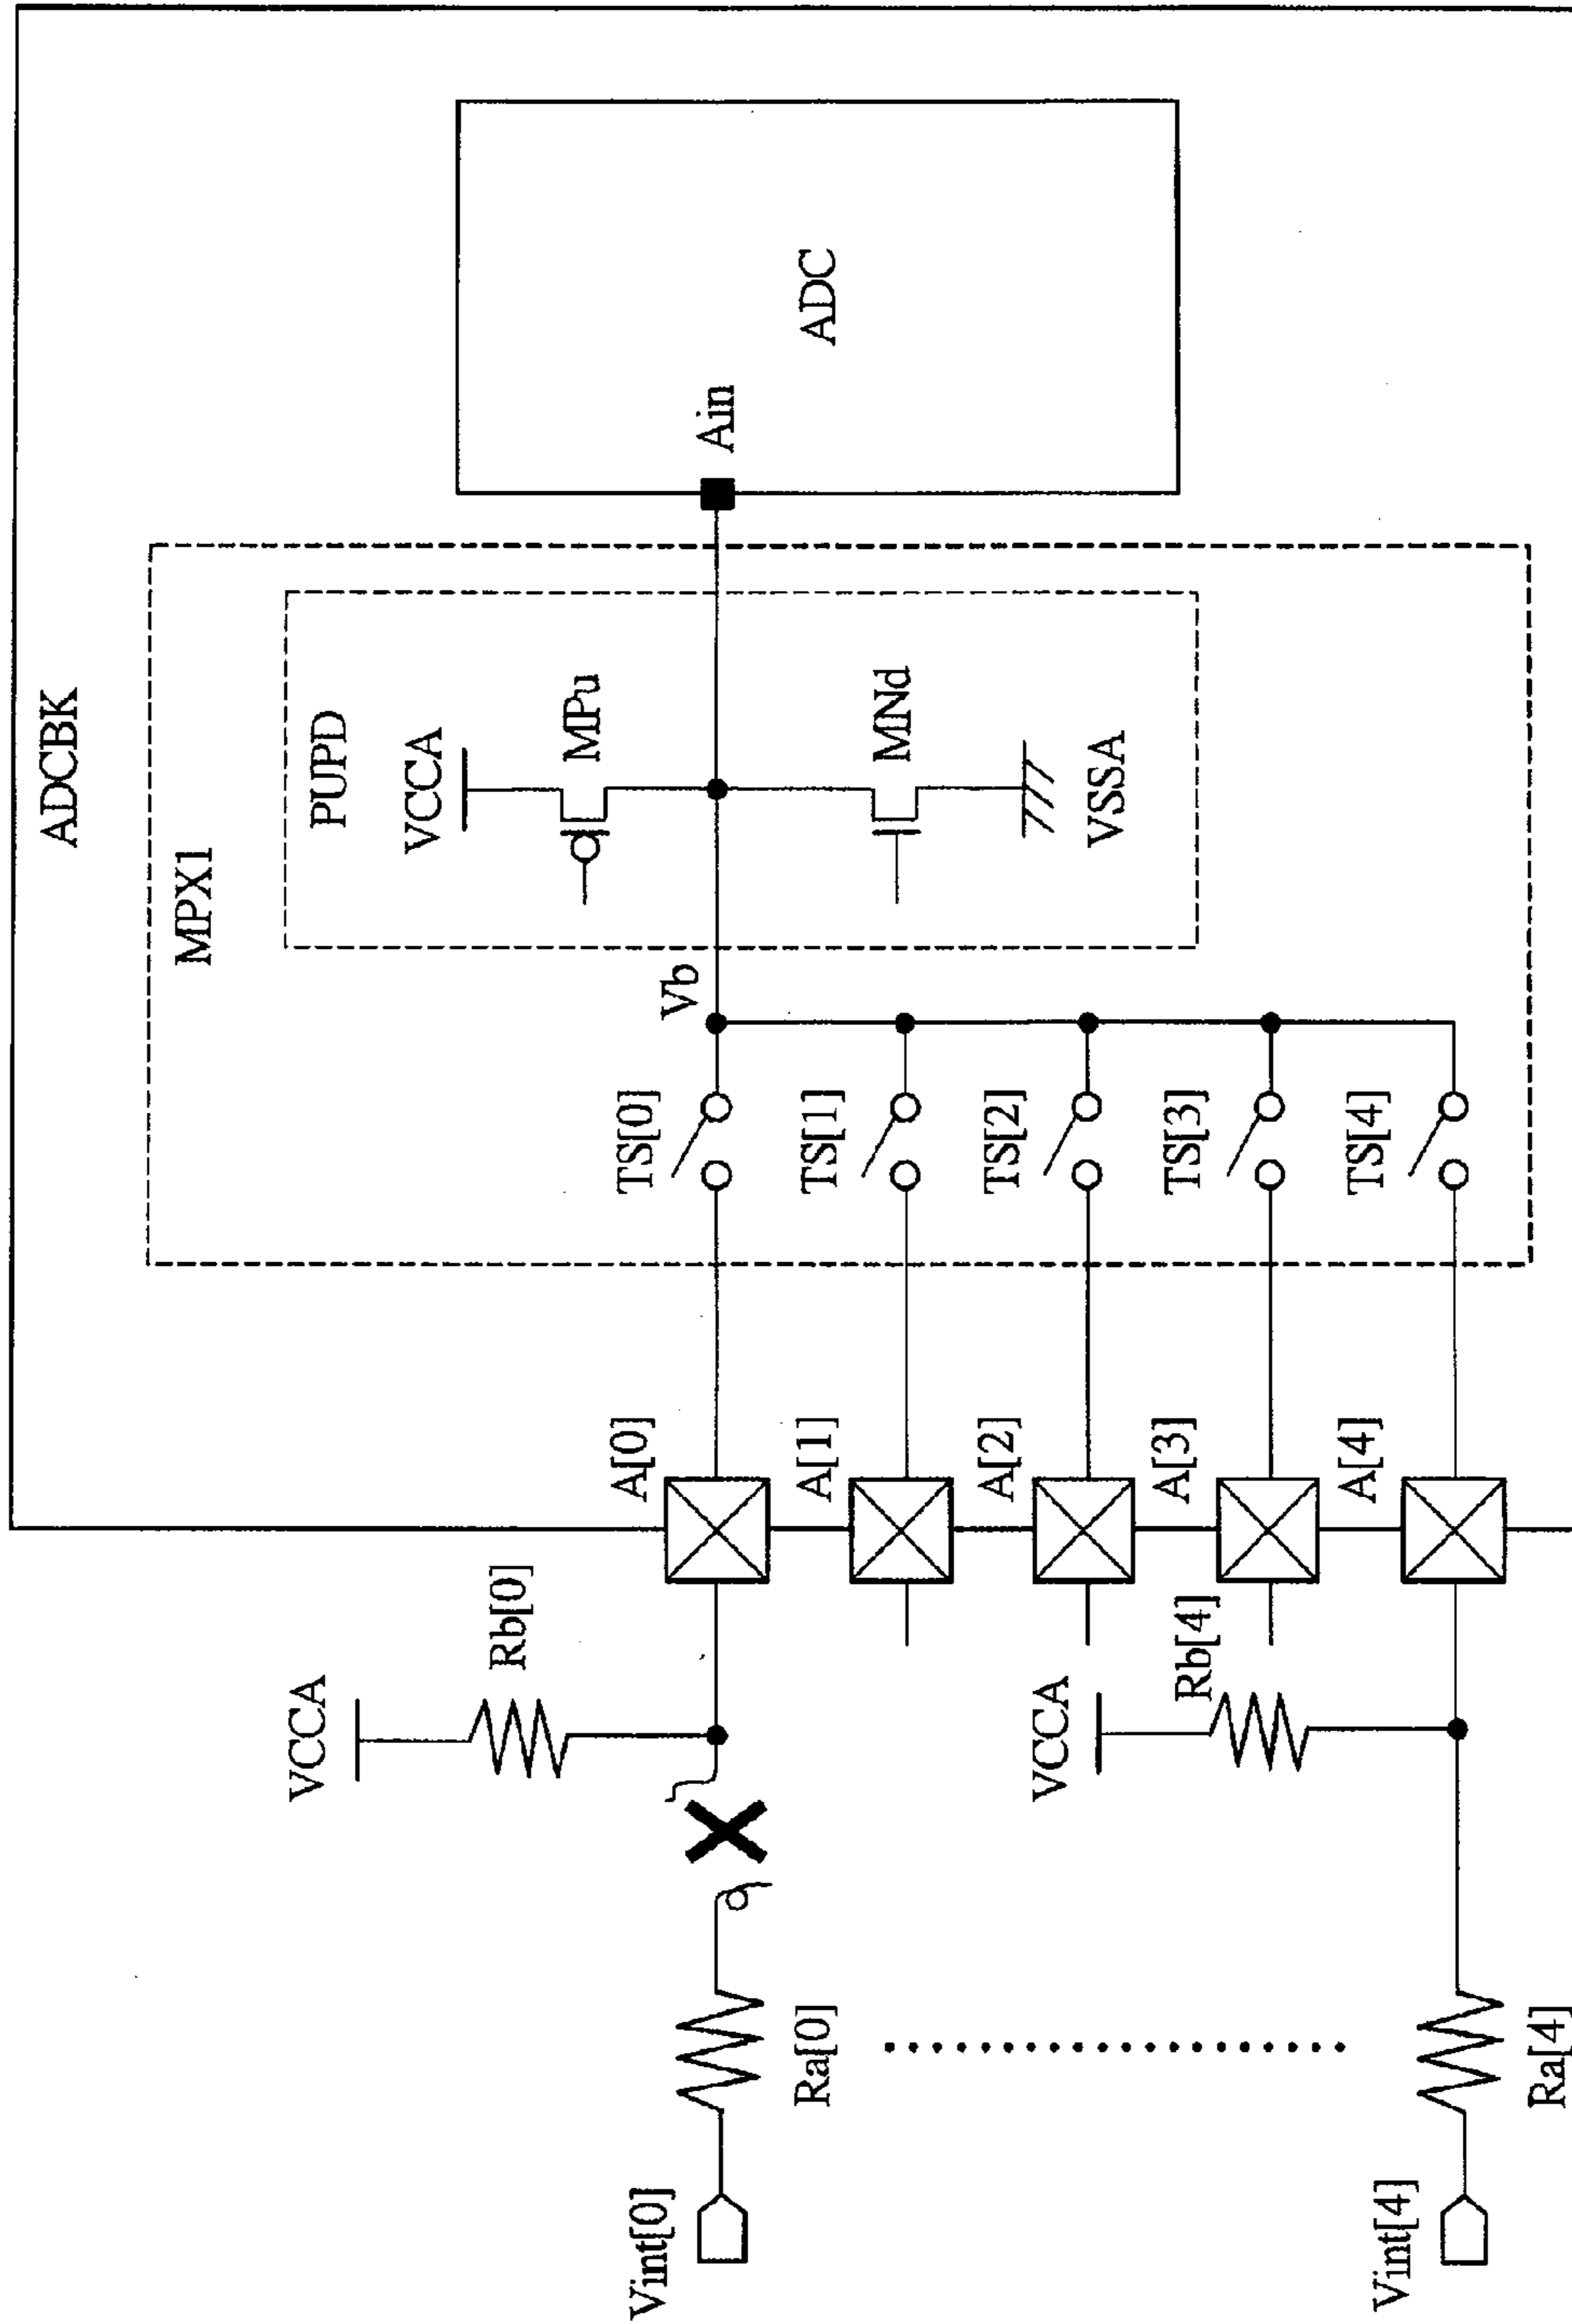 ADCBK
MPX1
PUPD
VCCA
MPu
MNd
VSSA
Vb
Ain
ADC
TS[0]
TS[1]
TS[2]
TS[3]
TS[4]
A[0]
A[1]
A[2]
A[3]
A[4]
VCCA
Rb[0]
VCCA
Rb[4]
Vint[0]
Ra[0]
Vint[4]
Ra[4]